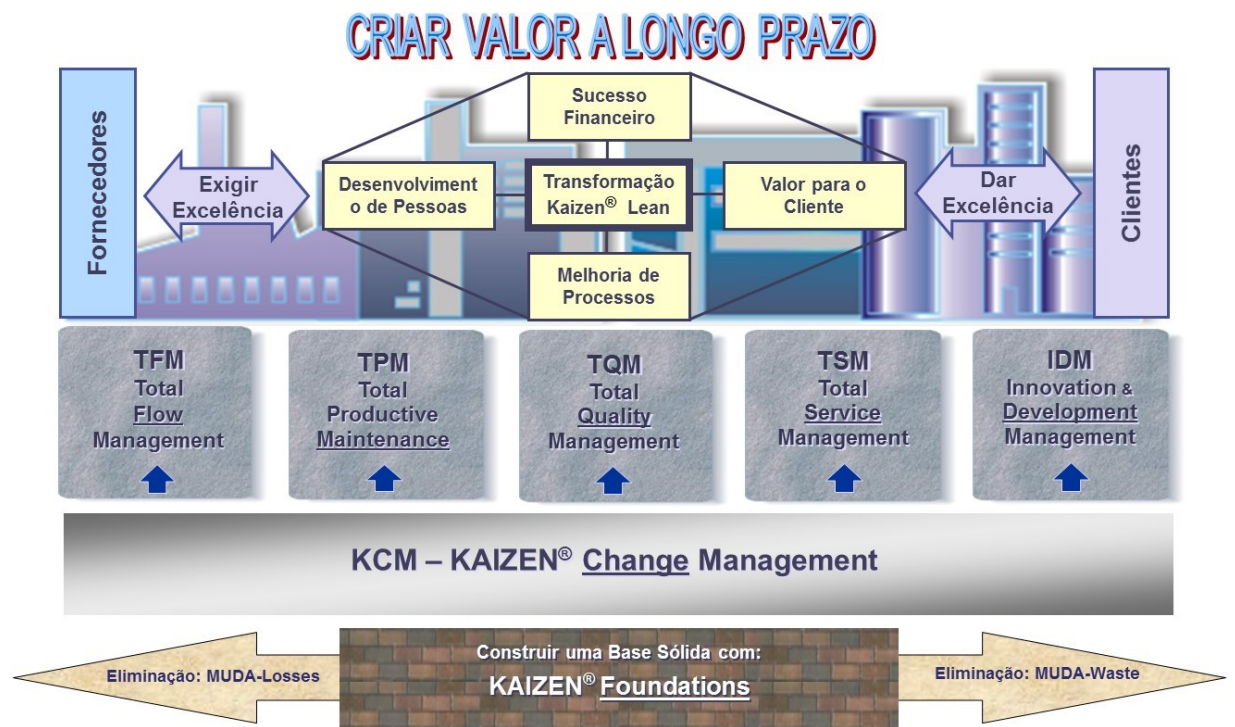 CRIAR VALOR A LONGO PRAZO
Fornecedores
Exigir
Excelência
Sucesso
Financeiro
Desenvolviment
o de Pessoas
Transformação
Kaizen® Lean
Valor para o
Cliente
Melhoria de
Processos
Dar
Excelência
Clientes
TFM
Total
Flow
Management
TPM
Total
Productive
Maintenance
TQM
Total
Quality
Management
TSM
Total
Service
Management
IDM
Innovation &
Development
Management
KCM – KAIZEN® Change Management
Eliminação: MUDA-Losses
Construir uma Base Sólida com:
KAIZEN® Foundations
Eliminação: MUDA-Waste